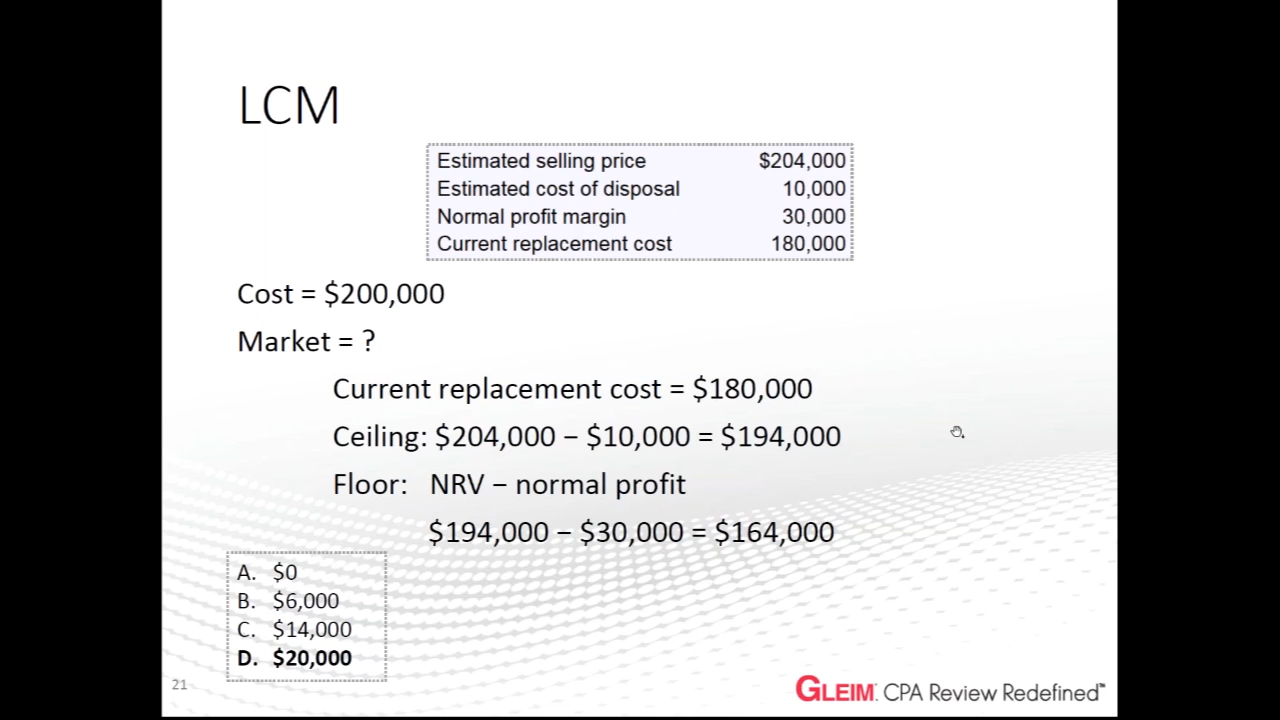 LCM
Estimated selling price $204,000
Estimated cost of disposal 10,000
Normal profit margin 30,000
Current replacement cost 180,000
Cost = $200,000
Market = ?
Current replacement cost = $180,000
Ceiling: $204,000 − $10,000 = $194,000
Floor: NRV − normal profit
$194,000 − $30,000 = $164,000
A. $0
B. $6,000
C. $14,000
D. $20,000
21
GLEIM CPA Review Redefined™